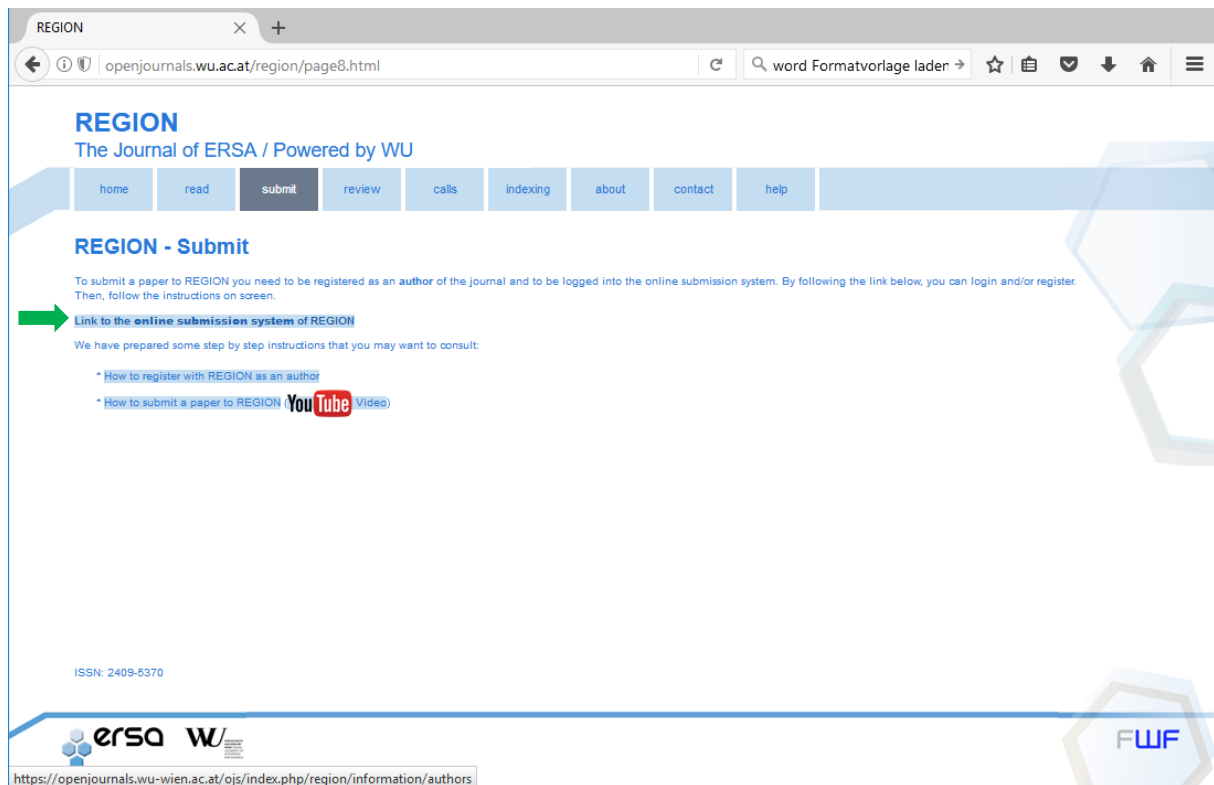 REGION
openjournals.wu.ac.at/region/page8.html
word Formatvorlage laden
REGION
The Journal of ERSA / Powered by WU
home read submit review calls indexing about contact help
REGION - Submit
To submit a paper to REGION you need to be registered as an author of the journal and to be logged into the online submission system. By following the link below, you can login and/or register.
Then, follow the instructions on screen.
Link to the online submission system of REGION
We have prepared some step by step instructions that you may want to consult:
* How to register with REGION as an author
* How to submit a paper to REGION (YouTube Video)
ISSN: 2409-5370
ersa WU FWF
https://openjournals.wu-wien.ac.at/ojs/index.php/region/information/authors